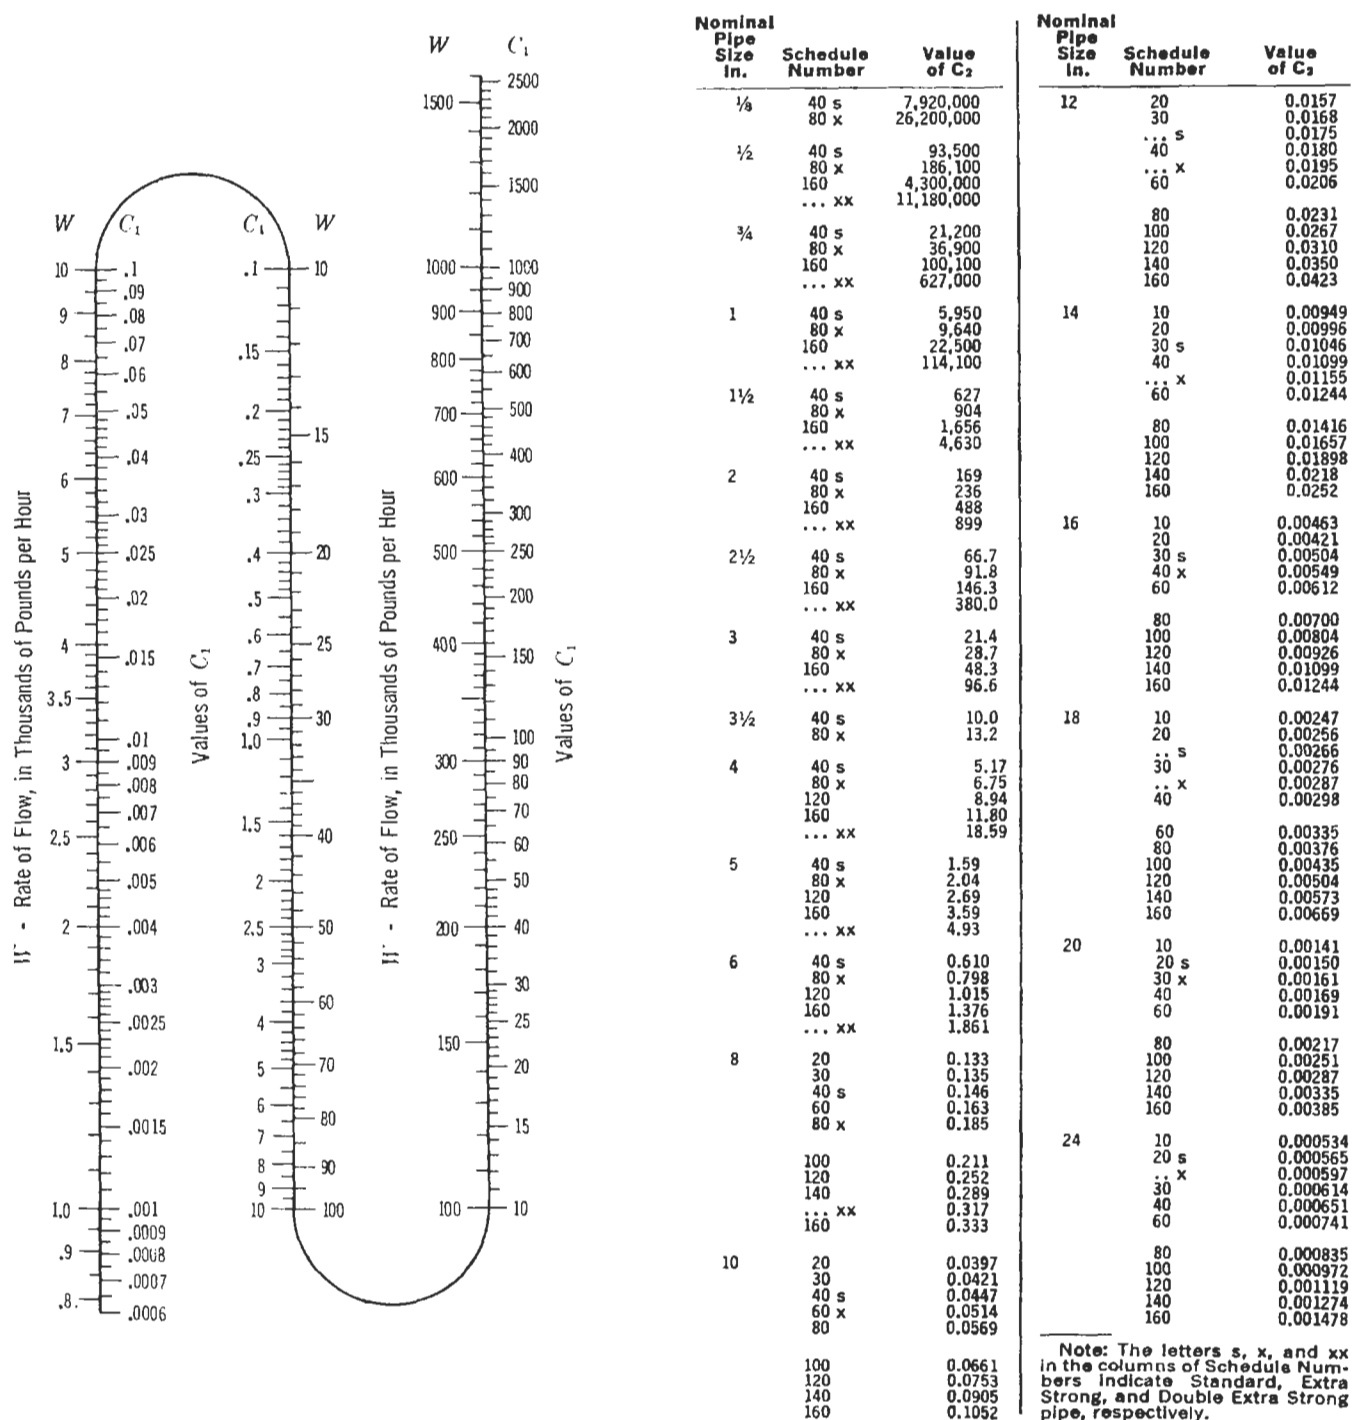 W C₁
10 .1
.09
9 .08
.07
8 .06
7 .05
.04
6
.03
5 .025
.02
4 .015
3.5
.01
3 .009
.008
.007
2.5 .006
.005
2 .004
.003
.0025
1.5
.002
.0015
1.0 .001
.0009
.9 .0008
.0007
.8 .0006
W - Rate of Flow, in Thousands of Pounds per Hour
Values of C₁
C₁ W
.1 10
.15
.2
15
.25
.3
.4 20
.5
.6 25
.7
.8
.9 30
1.0
1.5 40
2
2.5 50
3
60
4
5 70
6
80
7
8 90
9
10 100
W - Rate of Flow, in Thousands of Pounds per Hour
W C₁
2500
1500
2000
1500
1000 1000
900
900 800
700
800 600
700 500
400
600
300
500 250
200
400 150
100
300 90
80
70
250 60
50
200 40
30
25
150
20
15
100 10
Values of C₁
Nominal
Pipe
Size Schedule Value
In. Number of C₂
⅛ 40 s 7,920,000
80 x 26,200,000
½ 40 s 93,500
80 x 186,100
160 4,300,000
... xx 11,180,000
¾ 40 s 21,200
80 x 36,900
160 100,100
... xx 627,000
1 40 s 5,950
80 x 9,640
160 22,500
... xx 114,100
1½ 40 s 627
80 x 904
160 1,656
... xx 4,630
2 40 s 169
80 x 236
160 488
... xx 899
2½ 40 s 66.7
80 x 91.8
160 146.3
... xx 380.0
3 40 s 21.4
80 x 28.7
160 48.3
... xx 96.6
3½ 40 s 10.0
80 x 13.2
4 40 s 5.17
80 x 6.75
120 8.94
160 11.80
... xx 18.59
5 40 s 1.59
80 x 2.04
120 2.69
160 3.59
... xx 4.93
6 40 s 0.610
80 x 0.798
120 1.015
160 1.376
... xx 1.861
8 20 0.133
30 0.135
40 s 0.146
60 0.163
80 x 0.185
100 0.211
120 0.252
140 0.289
... xx 0.317
160 0.333
10 20 0.0397
30 0.0421
40 s 0.0447
60 x 0.0514
80 0.0569
100 0.0661
120 0.0753
140 0.0905
160 0.1052
Nominal
Pipe
Size Schedule Value
In. Number of C₂
12 20 0.0157
30 0.0168
... s 0.0175
40 0.0180
... x 0.0195
60 0.0206
80 0.0231
100 0.0267
120 0.0310
140 0.0350
160 0.0423
14 10 0.00949
20 0.00996
30 s 0.01046
40 0.01099
... x 0.01155
60 0.01244
80 0.01416
100 0.01657
120 0.01898
140 0.0218
160 0.0252
16 10 0.00463
20 0.00421
30 s 0.00504
40 x 0.00549
60 0.00612
80 0.00700
100 0.00804
120 0.00926
140 0.01099
160 0.01244
18 10 0.00247
20 0.00256
.. s 0.00266
30 0.00276
.. x 0.00287
40 0.00298
60 0.00335
80 0.00376
100 0.00435
120 0.00504
140 0.00573
160 0.00669
20 10 0.00141
20 s 0.00150
30 x 0.00161
40 0.00169
60 0.00191
80 0.00217
100 0.00251
120 0.00287
140 0.00335
160 0.00385
24 10 0.000534
20 s 0.000565
.. x 0.000597
30 0.000614
40 0.000651
60 0.000741
80 0.000835
100 0.000972
120 0.001119
140 0.001274
160 0.001478
Note: The letters s, x, and xx
in the columns of Schedule Num-
bers indicate Standard, Extra
Strong, and Double Extra Strong
pipe, respectively.